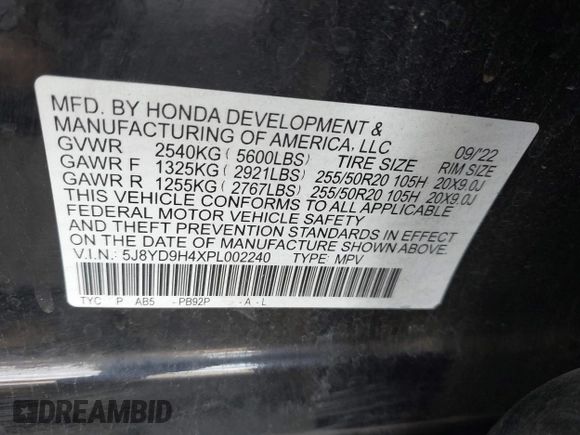 MFD. BY HONDA DEVELOPMENT &
MANUFACTURING OF AMERICA, LLC 09/'22
GVWR 2540KG ( 5600LBS) TIRE SIZE RIM SIZE
GAWR F 1325KG ( 2921LBS) 255/50R20 105H 20X9.0J
GAWR R 1255KG ( 2767LBS) 255/50R20 105H 20X9.0J
THIS VEHICLE CONFORMS TO ALL APPLICABLE
FEDERAL MOTOR VEHICLE SAFETY
AND THEFT PREVENTION STANDARDS IN EFFECT
ON THE DATE OF MANUFACTURE SHOWN ABOVE.
V.I.N.: 5J8YD9H4XPL002240 TYPE: MPV
TYC P AB5 - PB92P - A - L
DREAMBID